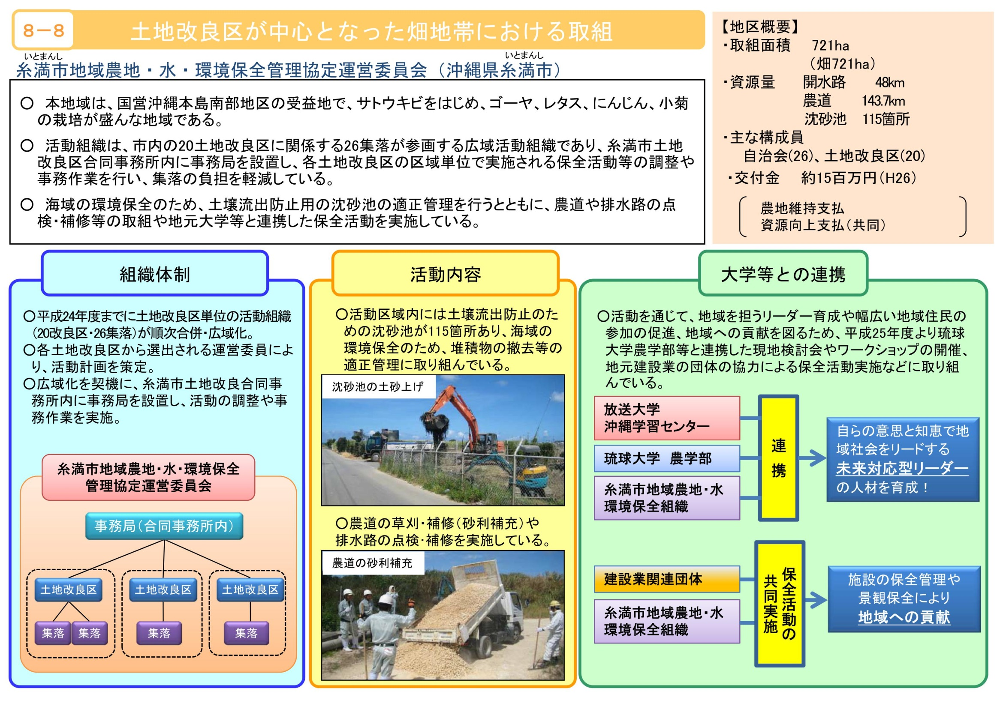 8－8
土地改良区が中心となった畑地帯における取組
いとまんし
いとまんし
糸満市地域農地・水・環境保全管理協定運営委員会（沖縄県糸満市）
○　本地域は、国営沖縄本島南部地区の受益地で、サトウキビをはじめ、ゴーヤ、レタス、にんじん、小菊
の栽培が盛んな地域である。
○　活動組織は、市内の20土地改良区に関係する26集落が参画する広域活動組織であり、糸満市土地
改良区合同事務所内に事務局を設置し、各土地改良区の区域単位で実施される保全活動等の調整や
事務作業を行い、集落の負担を軽減している。
○　海域の環境保全のため、土壌流出防止用の沈砂池の適正管理を行うとともに、農道や排水路の点
検・補修等の取組や地元大学等と連携した保全活動を実施している。
【地区概要】
・取組面積　721ha
（畑721ha）
・資源量　開水路　48km
農道　143.7km
沈砂池　115箇所
・主な構成員
自治会(26)、土地改良区(20)
・交付金　約15百万円（H26）
農地維持支払
資源向上支払（共同）
組織体制
○平成24年度までに土地改良区単位の活動組織
（20改良区・26集落）が順次合併・広域化。
○各土地改良区から選出される運営委員によ
り、活動計画を策定。
○広域化を契機に、糸満市土地改良合同事
務所内に事務局を設置し、活動の調整や事
務作業を実施。
糸満市地域農地・水・環境保全
管理協定運営委員会
事務局（合同事務所内）
土地改良区
土地改良区
土地改良区
集落
集落
集落
集落
活動内容
○活動区域内には土壌流出防止のた
めの沈砂池が115箇所あり、海域の
環境保全のため、堆積物の撤去等の
適正管理に取り組んでいる。
沈砂池の土砂上げ
○農道の草刈・補修（砂利補充）や
排水路の点検・補修を実施している。
農道の砂利補充
大学等との連携
○活動を通じて、地域を担うリーダー育成や幅広い地域住民の
参加の促進、地域への貢献を図るため、平成25年度より琉球
大学農学部等と連携した現地検討会やワークショップの開催、
地元建設業の団体の協力による保全活動実施などに取り組
んでいる。
放送大学
沖縄学習センター
琉球大学　農学部
糸満市地域農地・水
環境保全組織
連携
自らの意思と知恵で地
域社会をリードする
未来対応型リーダー
の人材を育成！
建設業関連団体
糸満市地域農地・水
環境保全組織
保全活動の
共同実施
施設の保全管理や
景観保全により
地域への貢献